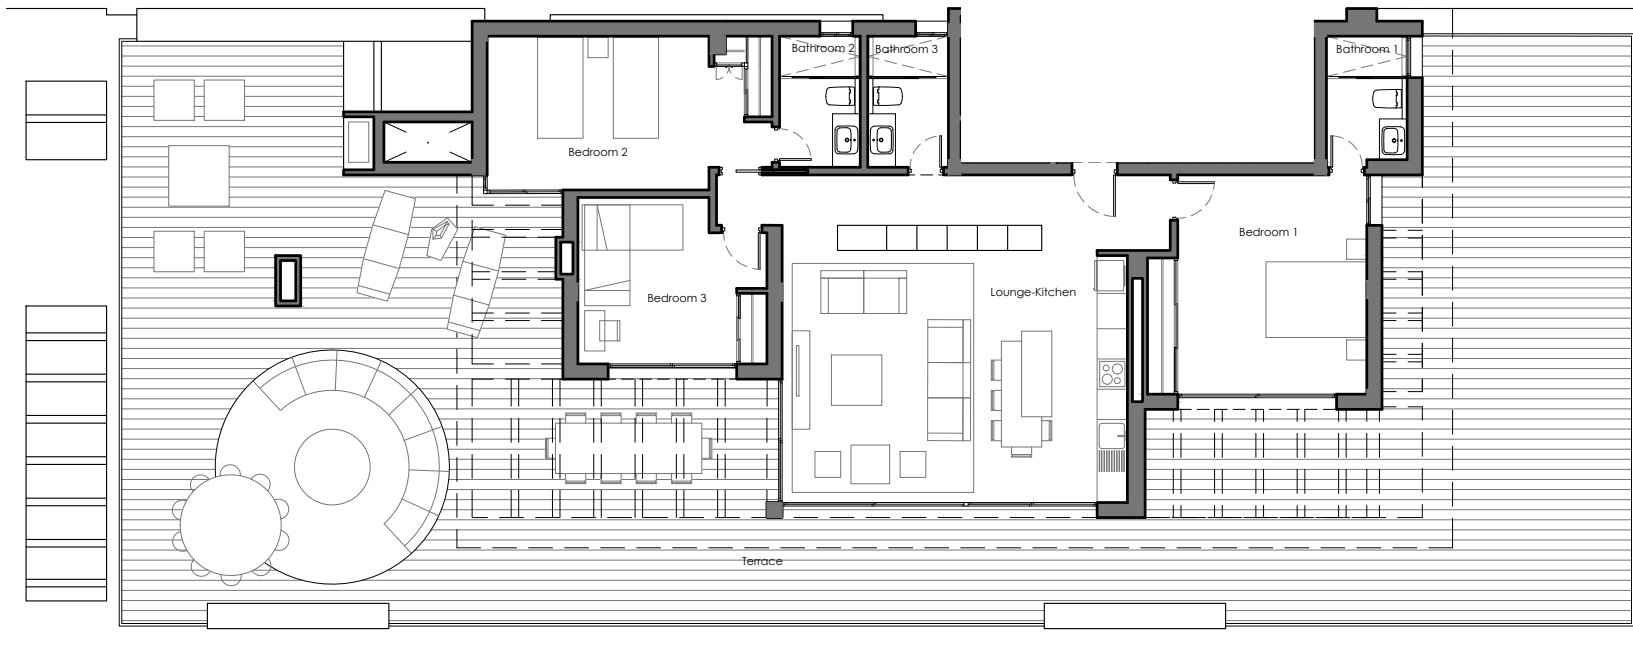 Bathroom 2
Bathroom 3
Bathroom 1
Bedroom 2
Bedroom 1
Lounge-Kitchen
Bedroom 3
Terrace